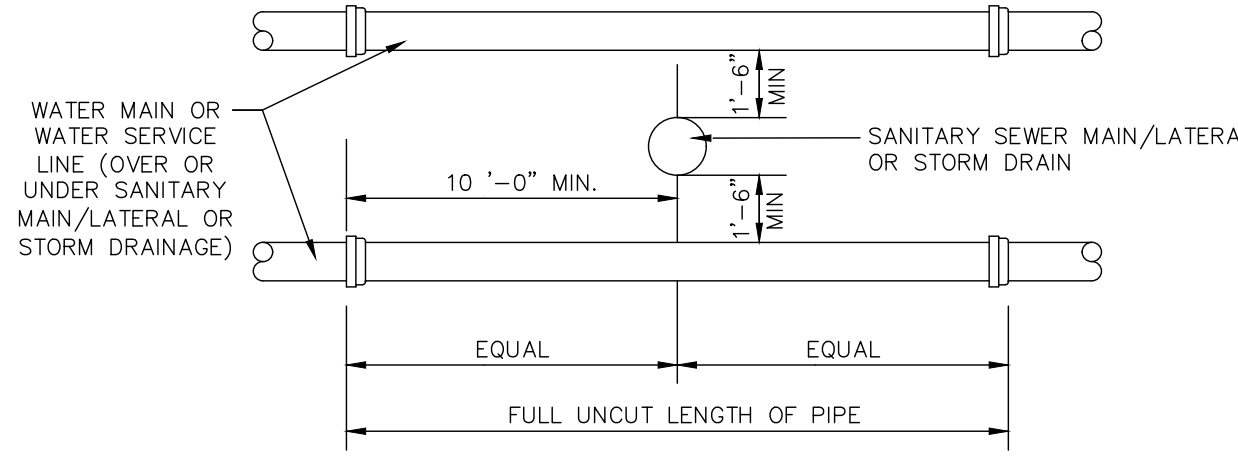 1'-6"
MIN
WATER MAIN OR
WATER SERVICE
LINE (OVER OR
UNDER SANITARY
MAIN/LATERAL OR
STORM DRAINAGE)
SANITARY SEWER MAIN/LATERA
OR STORM DRAIN
10 '-0" MIN.
1'-6"
MIN
EQUAL
EQUAL
FULL UNCUT LENGTH OF PIPE